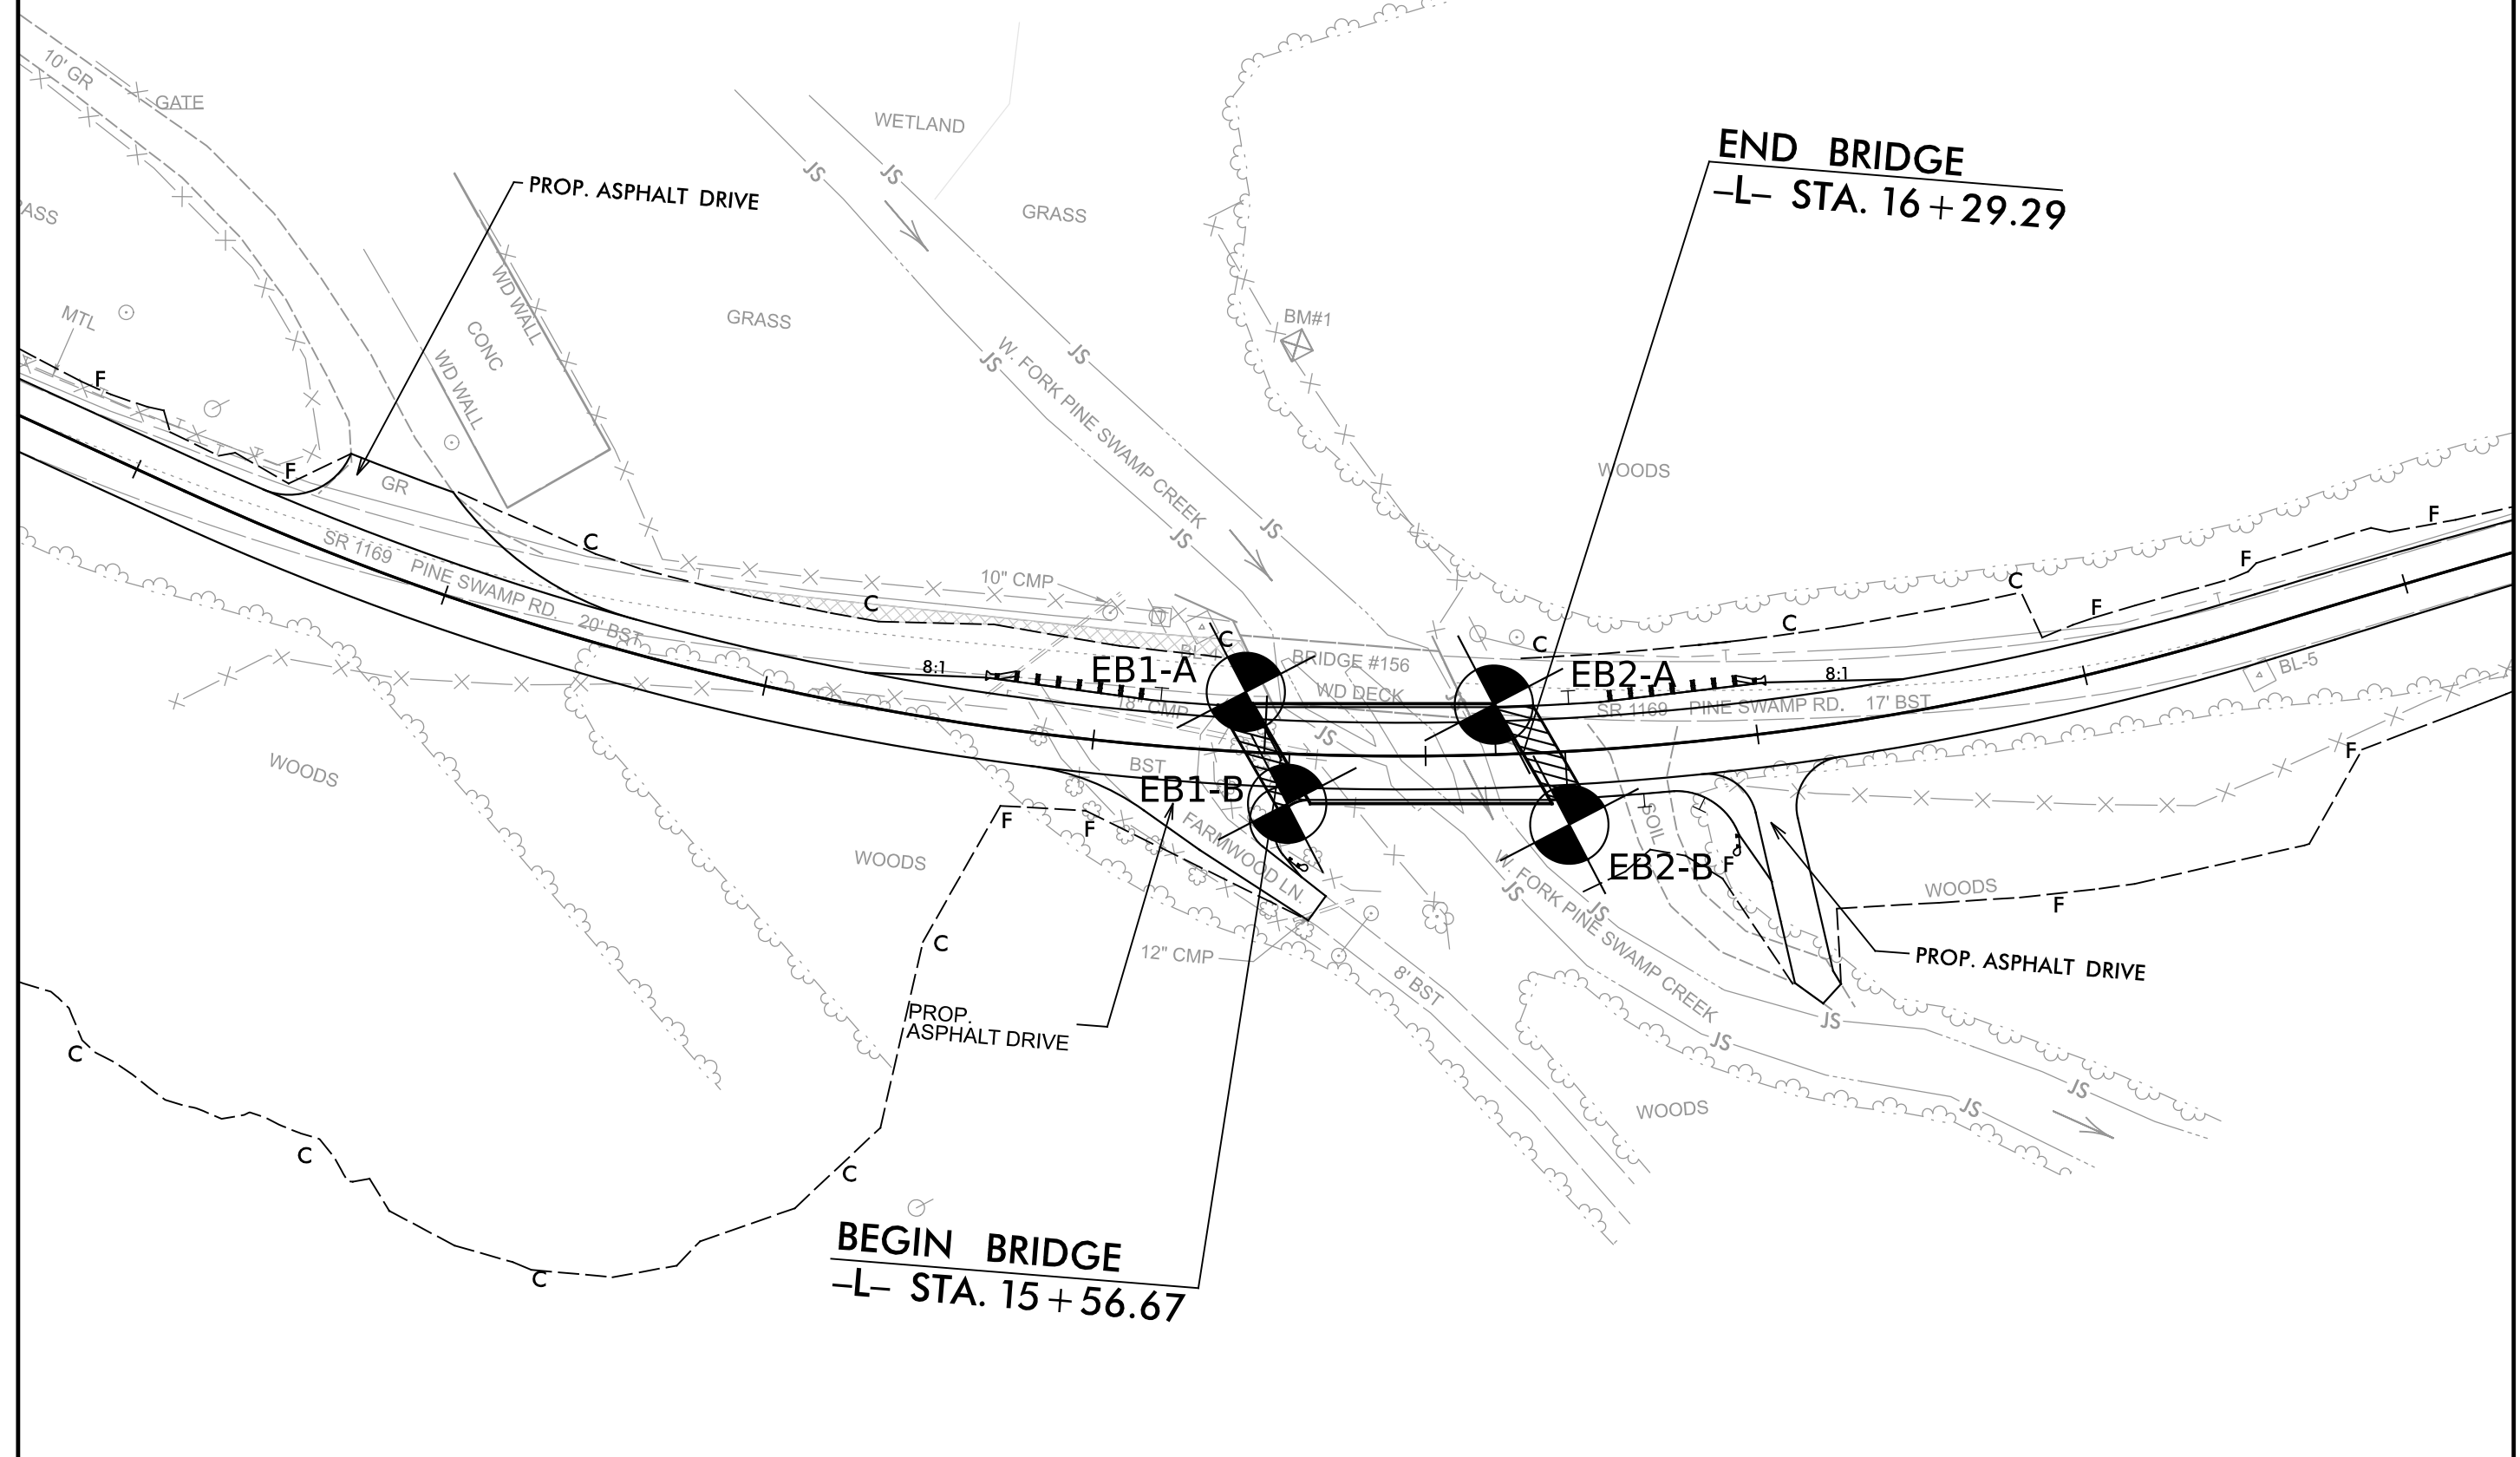 10' GR
GATE
WETLAND
JS
JS
END BRIDGE
-L- STA. 16+29.29
PROP. ASPHALT DRIVE
GRASS
RASS
WD WALL
CONC
WD WALL
MTL
GRASS
BM#1
W. FORK PINE SWAMP CREEK
JS
JS
F
F
GR
WOODS
JS
JS
F
F
C
SR 1169 PINE SWAMP RD. 20' BST
10" CMP
C
C
F
C
C
C
BRIDGE #156
WD DECK
JS
8:1
EB1-A
EB2-A
8:1
BL-5
18" CMP
SR 1169 PINE SWAMP RD. 17' BST
JS
F
WOODS
BST
EB1-B
F
F
FARMWOOD LN.
SOIL
WOODS
EB2-B
F
W. FORK PINE SWAMP CREEK
JS
JS
WOODS
F
C
12" CMP
8' BST
PROP. ASPHALT DRIVE
PROP.
ASPHALT DRIVE
JS
JS
C
JS
JS
WOODS
C
C
BEGIN BRIDGE
-L- STA. 15+56.67
C